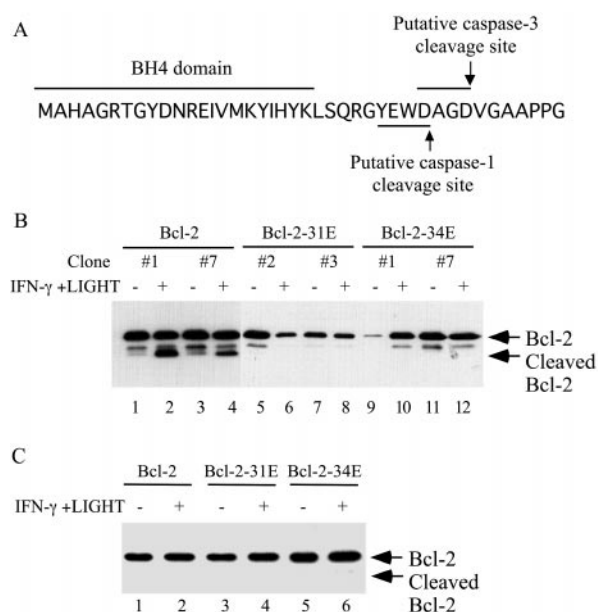 A
Putative caspase-3
cleavage site
BH4 domain
MAHAGRTGYDNREIVMKYIHYKLSQRGYEWDAGDVGAAPPG
Putative caspase-1
cleavage site
B
Bcl-2 Bcl-2-31E Bcl-2-34E
Clone #1 #7 #2 #3 #1 #7
IFN-γ +LIGHT - + - + - + - + - + - +
Bcl-2
Cleaved
Bcl-2
1 2 3 4 5 6 7 8 9 10 11 12
C
Bcl-2 Bcl-2-31E Bcl-2-34E
IFN-γ +LIGHT - + - + - +
Bcl-2
Cleaved
Bcl-2
1 2 3 4 5 6